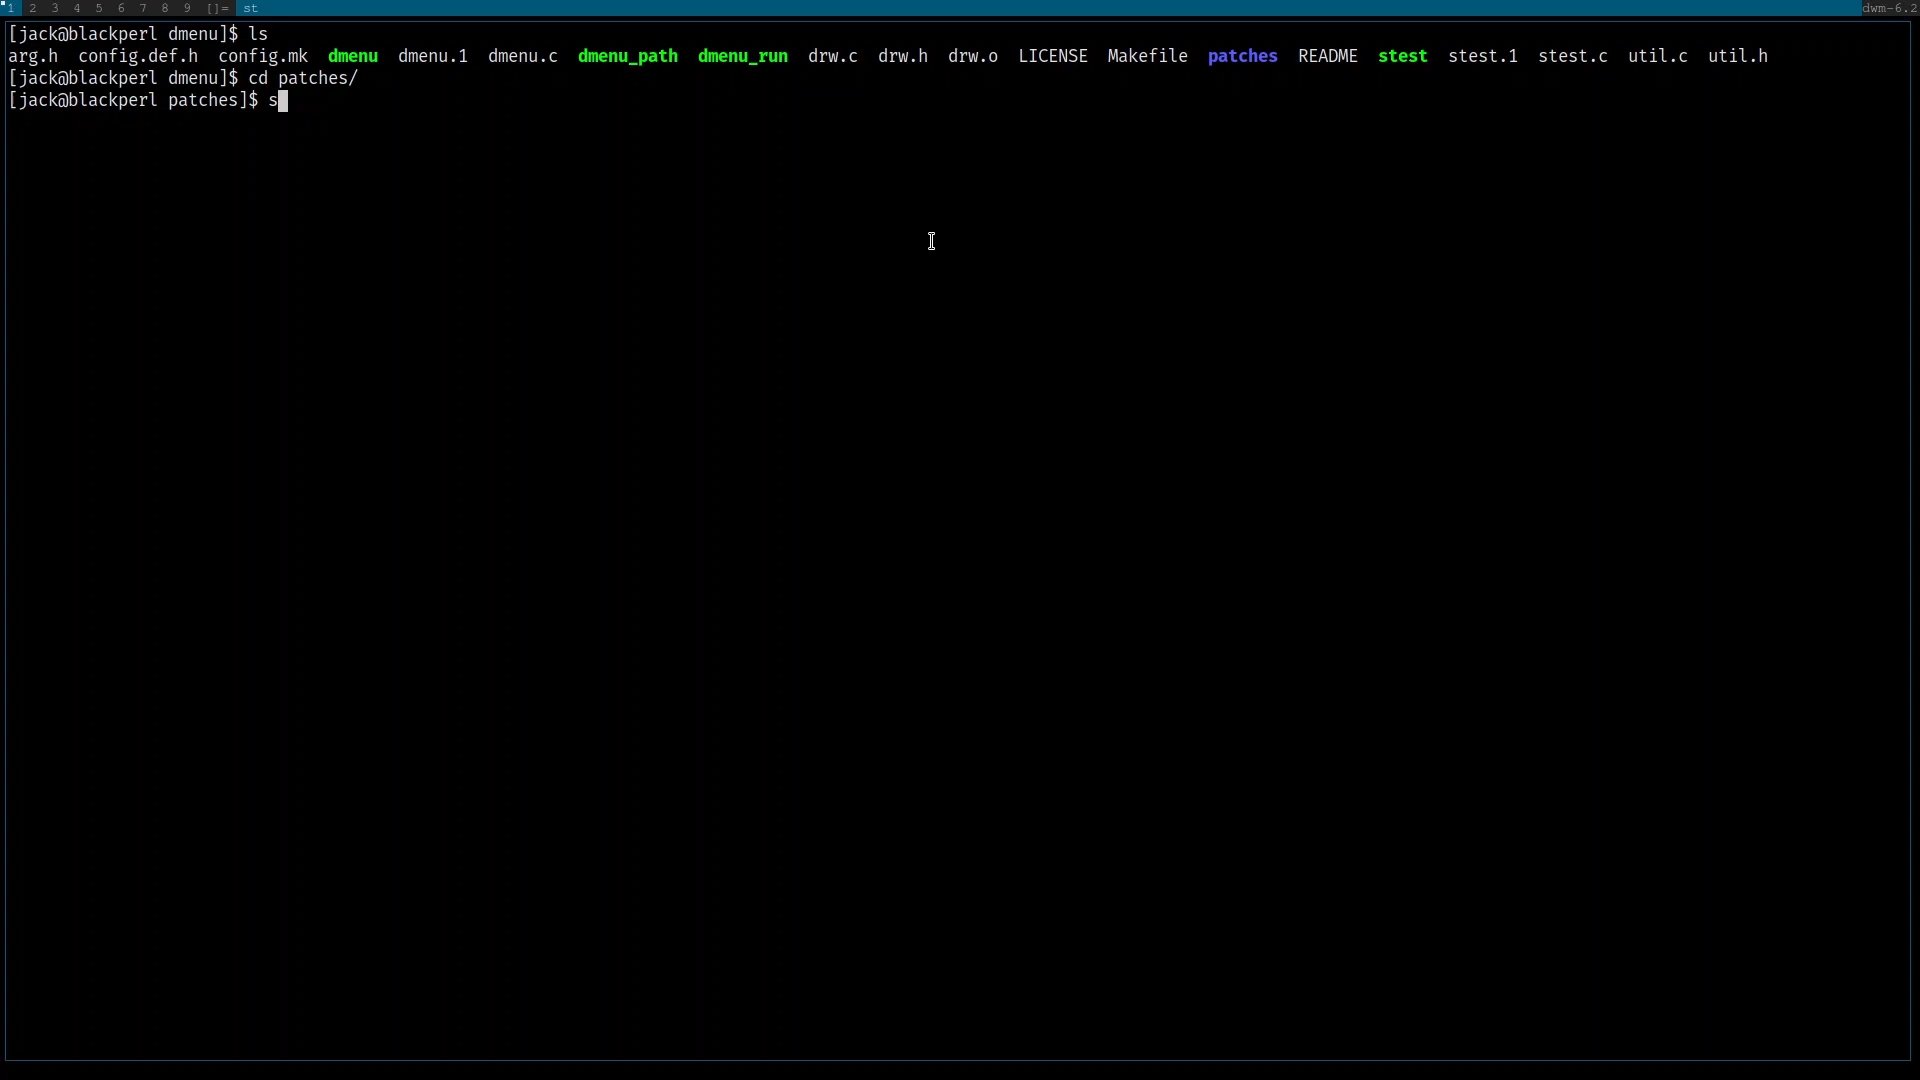 1 2 3 4 5 6 7 8 9 []= st dwm-6.2
[jack@blackperl dmenu]$ ls
arg.h config.def.h config.mk dmenu dmenu.1 dmenu.c dmenu_path dmenu_run drw.c drw.h drw.o LICENSE Makefile patches README stest stest.1 stest.c util.c util.h
[jack@blackperl dmenu]$ cd patches/
[jack@blackperl patches]$ s